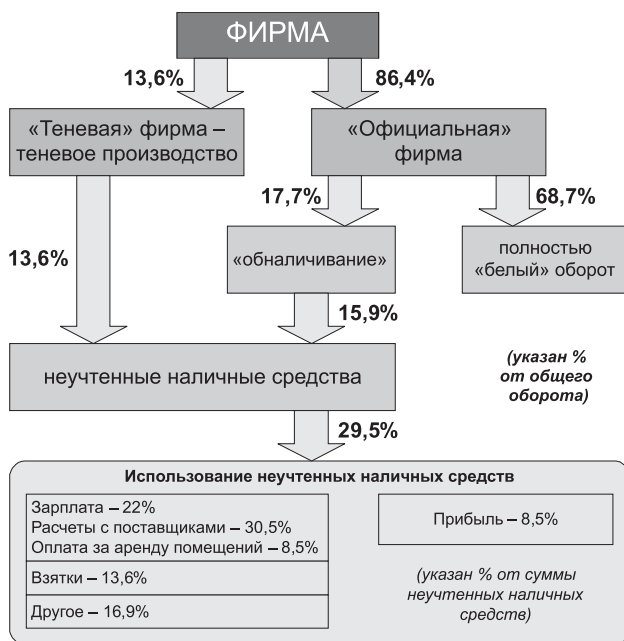 ФИРМА
13,6%
86,4%
«Теневая» фирма –
теневое производство
«Официальная»
фирма
17,7%
68,7%
13,6%
«обналичивание»
полностью
«белый» оборот
15,9%
неучтенные наличные средства
(указан %
от общего
оборота)
29,5%
Использование неучтенных наличных средств
Зарплата – 22%
Расчеты с поставщиками – 30,5%
Оплата за аренду помещений – 8,5%
Взятки – 13,6%
Другое – 16,9%
Прибыль – 8,5%
(указан % от суммы
неучтенных наличных
средств)